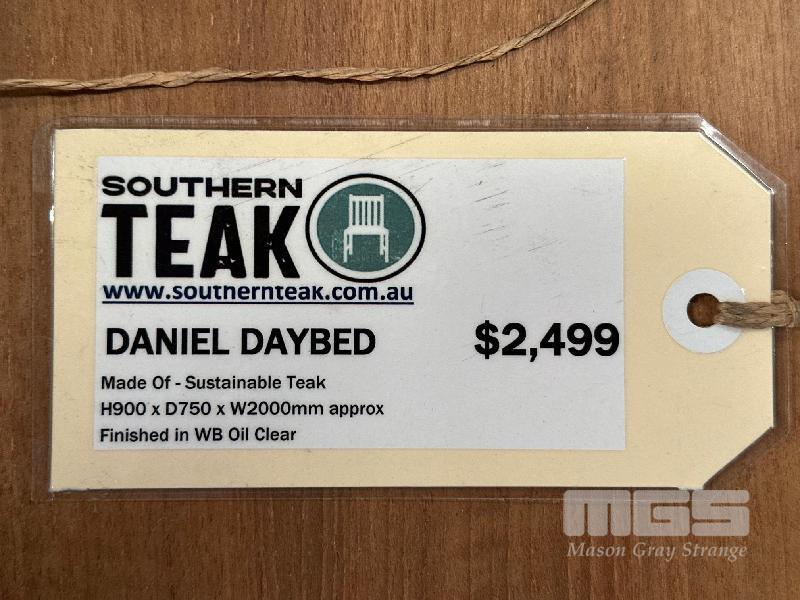 SOUTHERN
TEAK
www.southernteak.com.au
DANIEL DAYBED $2,499
Made Of - Sustainable Teak
H900 x D750 x W2000mm approx
Finished in WB Oil Clear
MGS
Mason Gray Strange